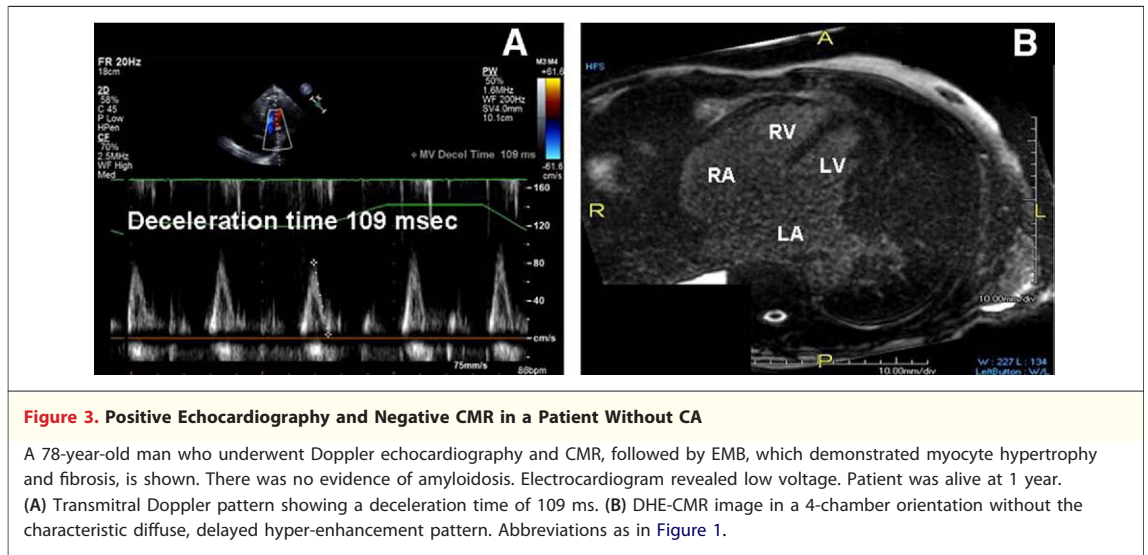 A
FR 20Hz
18cm
2D
58%
C 45
P Low
HPen
CF
70%
2.5MHz
WF High
Med
PW
50%
1.6MHz
WF 200Hz
SV4.0mm
10.1cm
M3 M4
+61.6
-61.6
cm/s
MV Decel Time 109 ms
Deceleration time 109 msec
160
120
80
40
cm/s
75mm/s
86bpm
B
HFS
A
R
L
P
RV
LV
RA
LA
10.00mm/div
10.00mm/div
W : 227 L : 134
LeftButton : W/L
Figure 3. Positive Echocardiography and Negative CMR in a Patient Without CA
A 78-year-old man who underwent Doppler echocardiography and CMR, followed by EMB, which demonstrated myocyte hypertrophy
and fibrosis, is shown. There was no evidence of amyloidosis. Electrocardiogram revealed low voltage. Patient was alive at 1 year.
(A) Transmitral Doppler pattern showing a deceleration time of 109 ms. (B) DHE-CMR image in a 4-chamber orientation without the
characteristic diffuse, delayed hyper-enhancement pattern. Abbreviations as in Figure 1.